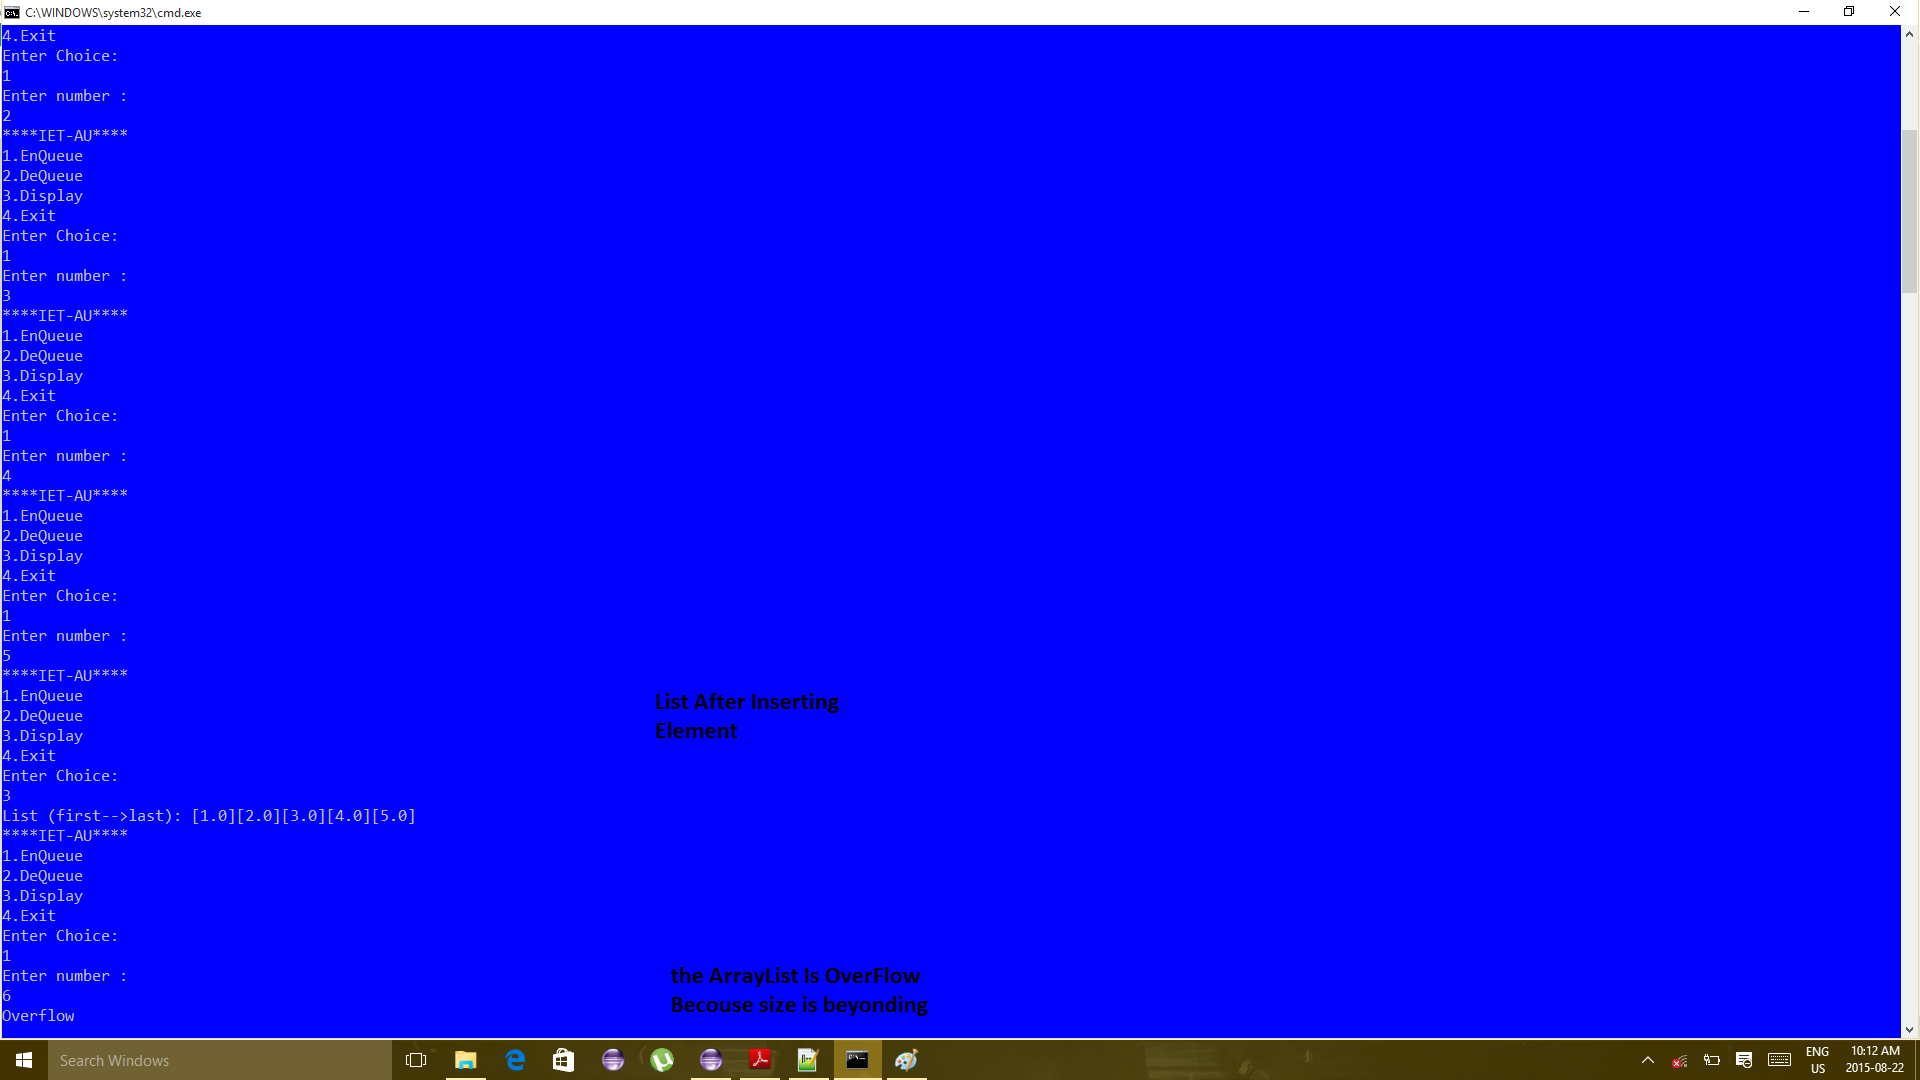 C:\WINDOWS\system32\cmd.exe
4.Exit
Enter Choice:
1
Enter number :
2
****IET-AU****
1.EnQueue
2.DeQueue
3.Display
4.Exit
Enter Choice:
1
Enter number :
3
****IET-AU****
1.EnQueue
2.DeQueue
3.Display
4.Exit
Enter Choice:
1
Enter number :
4
****IET-AU****
1.EnQueue
2.DeQueue
3.Display
4.Exit
Enter Choice:
1
Enter number :
5
****IET-AU****
1.EnQueue
2.DeQueue
3.Display
4.Exit
Enter Choice:
3
List (first-->last): [1.0][2.0][3.0][4.0][5.0]
****IET-AU****
1.EnQueue
2.DeQueue
3.Display
4.Exit
Enter Choice:
1
Enter number :
6
Overflow
List After Inserting
Element
the ArrayList Is OverFlow
Becouse size is beyonding
Search Windows
ENG
US
10:12 AM
2015-08-22